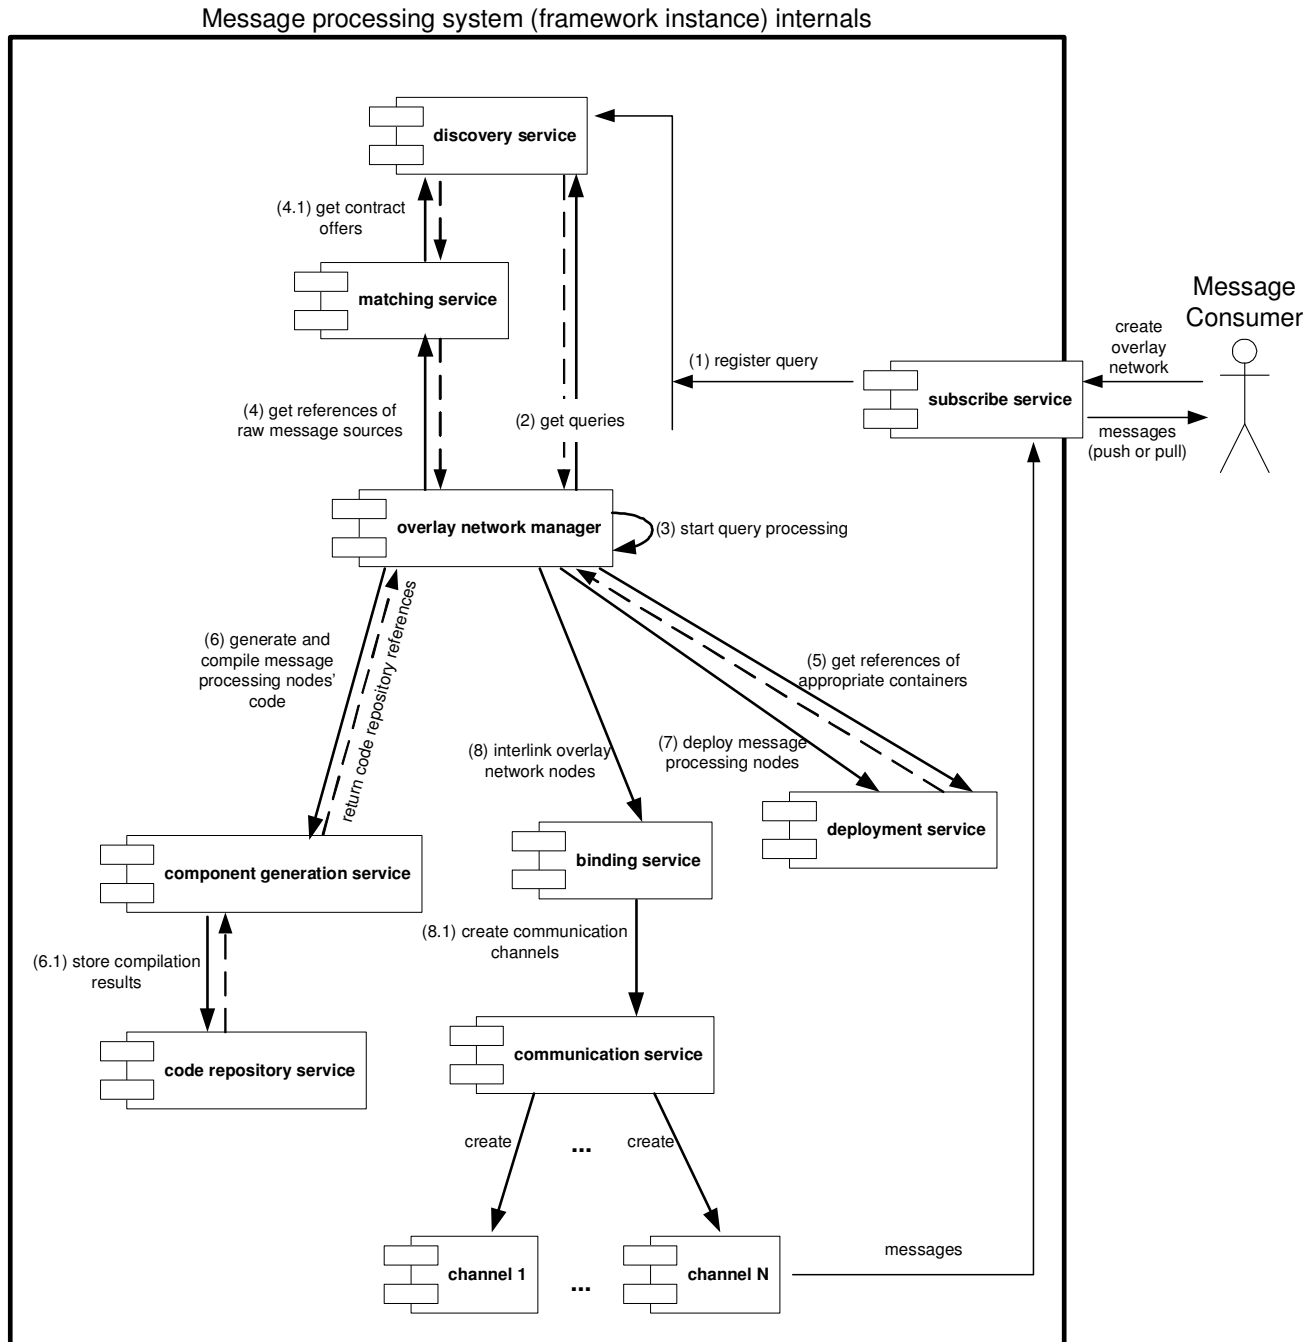 Message processing system (framework instance) internals
discovery service
(4.1) get contract
offers
matching service
Message
Consumer
create
overlay
network
(1) register query
subscribe service
(4) get references of
raw message sources
(2) get queries
messages
(push or pull)
overlay network manager
(3) start query processing
(6) generate and
compile message
processing nodes'
code
return code repository references
(5) get references of
appropriate containers
(8) interlink overlay
network nodes
(7) deploy message
processing nodes
deployment service
component generation service
binding service
(8.1) create communication
channels
(6.1) store compilation
results
communication service
code repository service
create
...
create
messages
channel 1
...
channel N